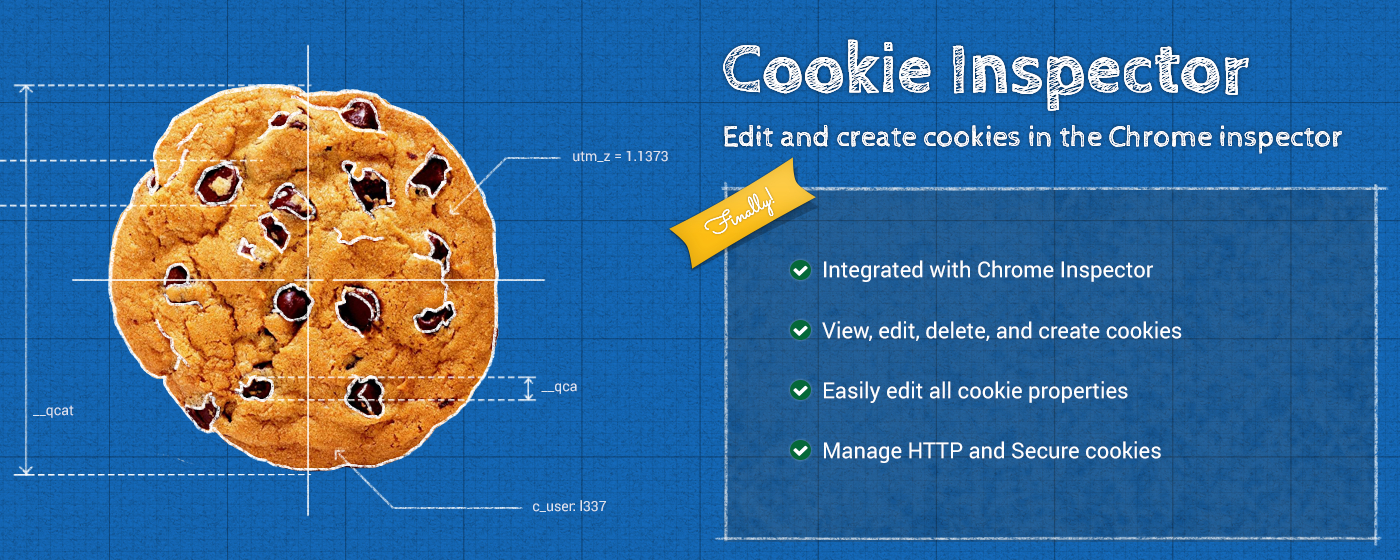 Cookie Inspector
Edit and create cookies in the Chrome inspector
Finally!
Integrated with Chrome Inspector
View, edit, delete, and create cookies
Easily edit all cookie properties
Manage HTTP and Secure cookies
utm_z = 1.1373
__qca
__qcat
c_user: l337